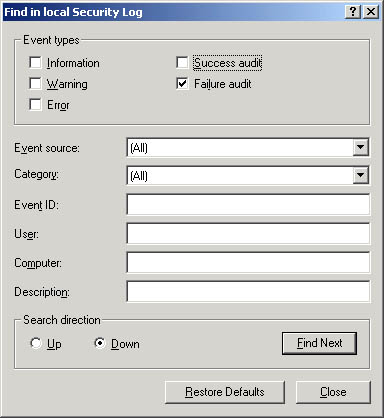 Find in local Security Log
Event types
Information
Success audit
Warning
Failure audit
Error
Event source:
(All)
Category:
(All)
Event ID:
User:
Computer:
Description:
Search direction
Up
Down
Find Next
Restore Defaults
Close